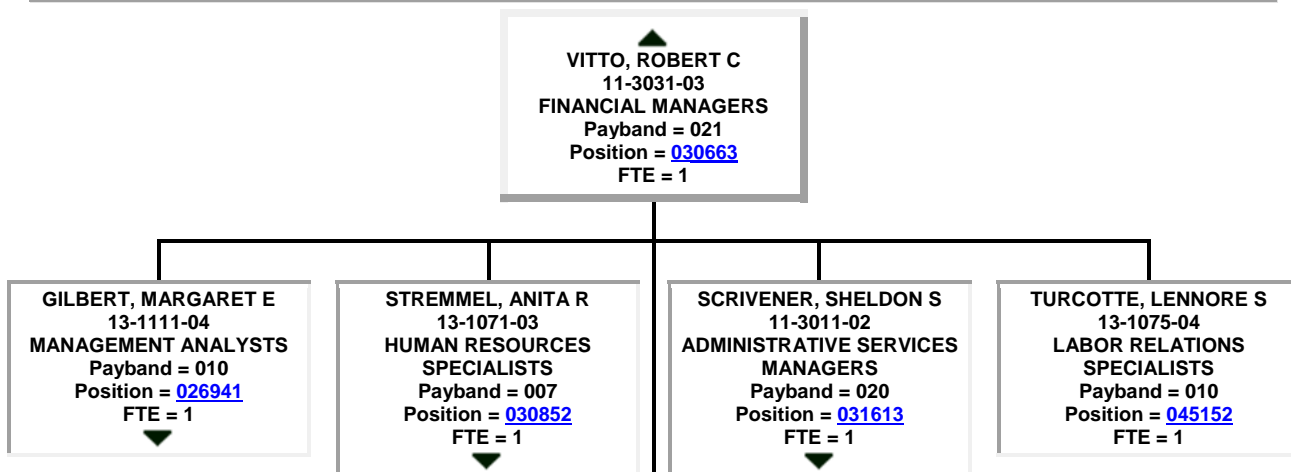 VITTO, ROBERT C
11-3031-03
FINANCIAL MANAGERS
Payband = 021
Position = 030663
FTE = 1
GILBERT, MARGARET E
13-1111-04
MANAGEMENT ANALYSTS
Payband = 010
Position = 026941
FTE = 1
STREMMEL, ANITA R
13-1071-03
HUMAN RESOURCES
SPECIALISTS
Payband = 007
Position = 030852
FTE = 1
SCRIVENER, SHELDON S
11-3011-02
ADMINISTRATIVE SERVICES
MANAGERS
Payband = 020
Position = 031613
FTE = 1
TURCOTTE, LENNORE S
13-1075-04
LABOR RELATIONS
SPECIALISTS
Payband = 010
Position = 045152
FTE = 1